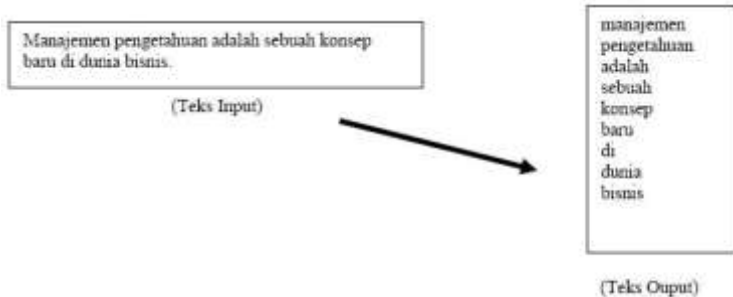 Manajemen pengetahuan adalah sebuah konsep
baru di dunia bisnis.
(Teks Input)
manajemen
pengetahuan
adalah
sebuah
konsep
baru
di
dunia
bisnis
(Teks Ouput)